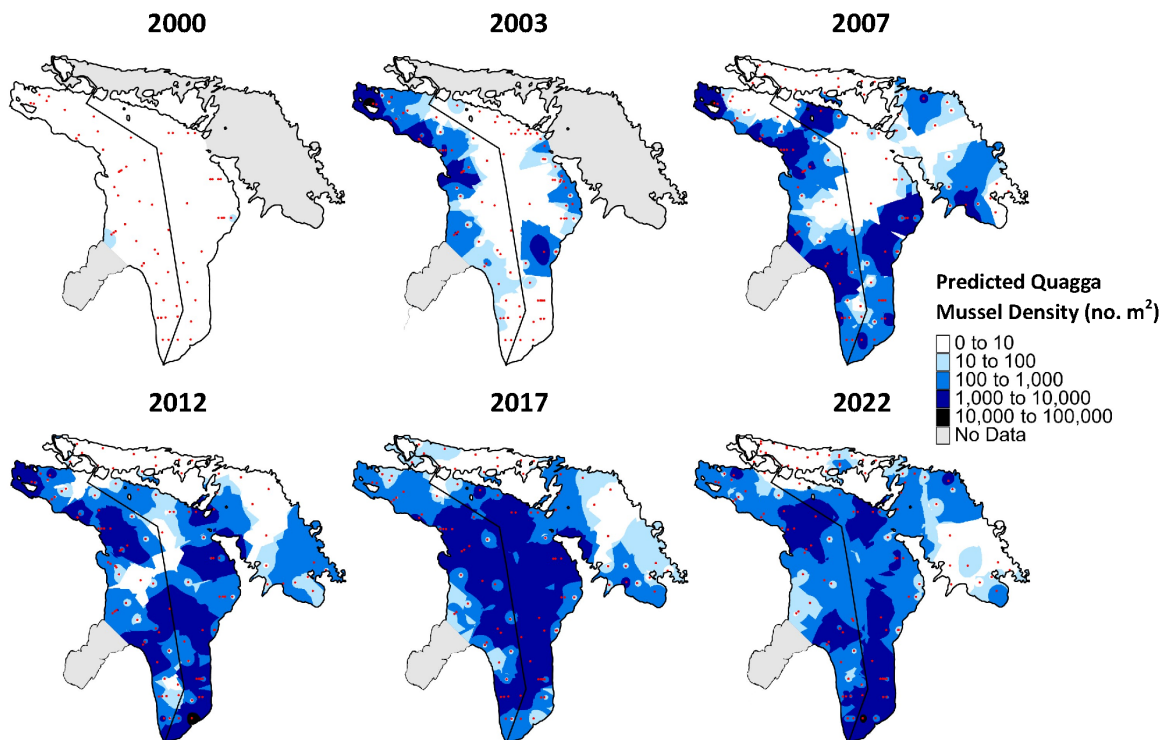 2000
2003
2007
Predicted Quagga
Mussel Density (no. m²)
0 to 10
10 to 100
100 to 1,000
1,000 to 10,000
10,000 to 100,000
No Data
2012
2017
2022